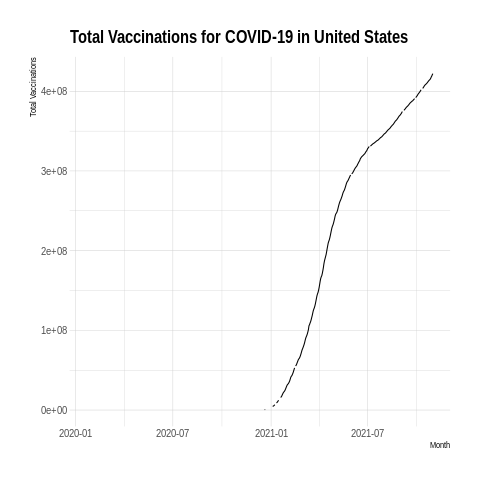 Total Vaccinations for COVID-19 in United States
Total Vaccinations
4e+08
3e+08
2e+08
1e+08
0e+00
2020-01 2020-07 2021-01 2021-07
Month